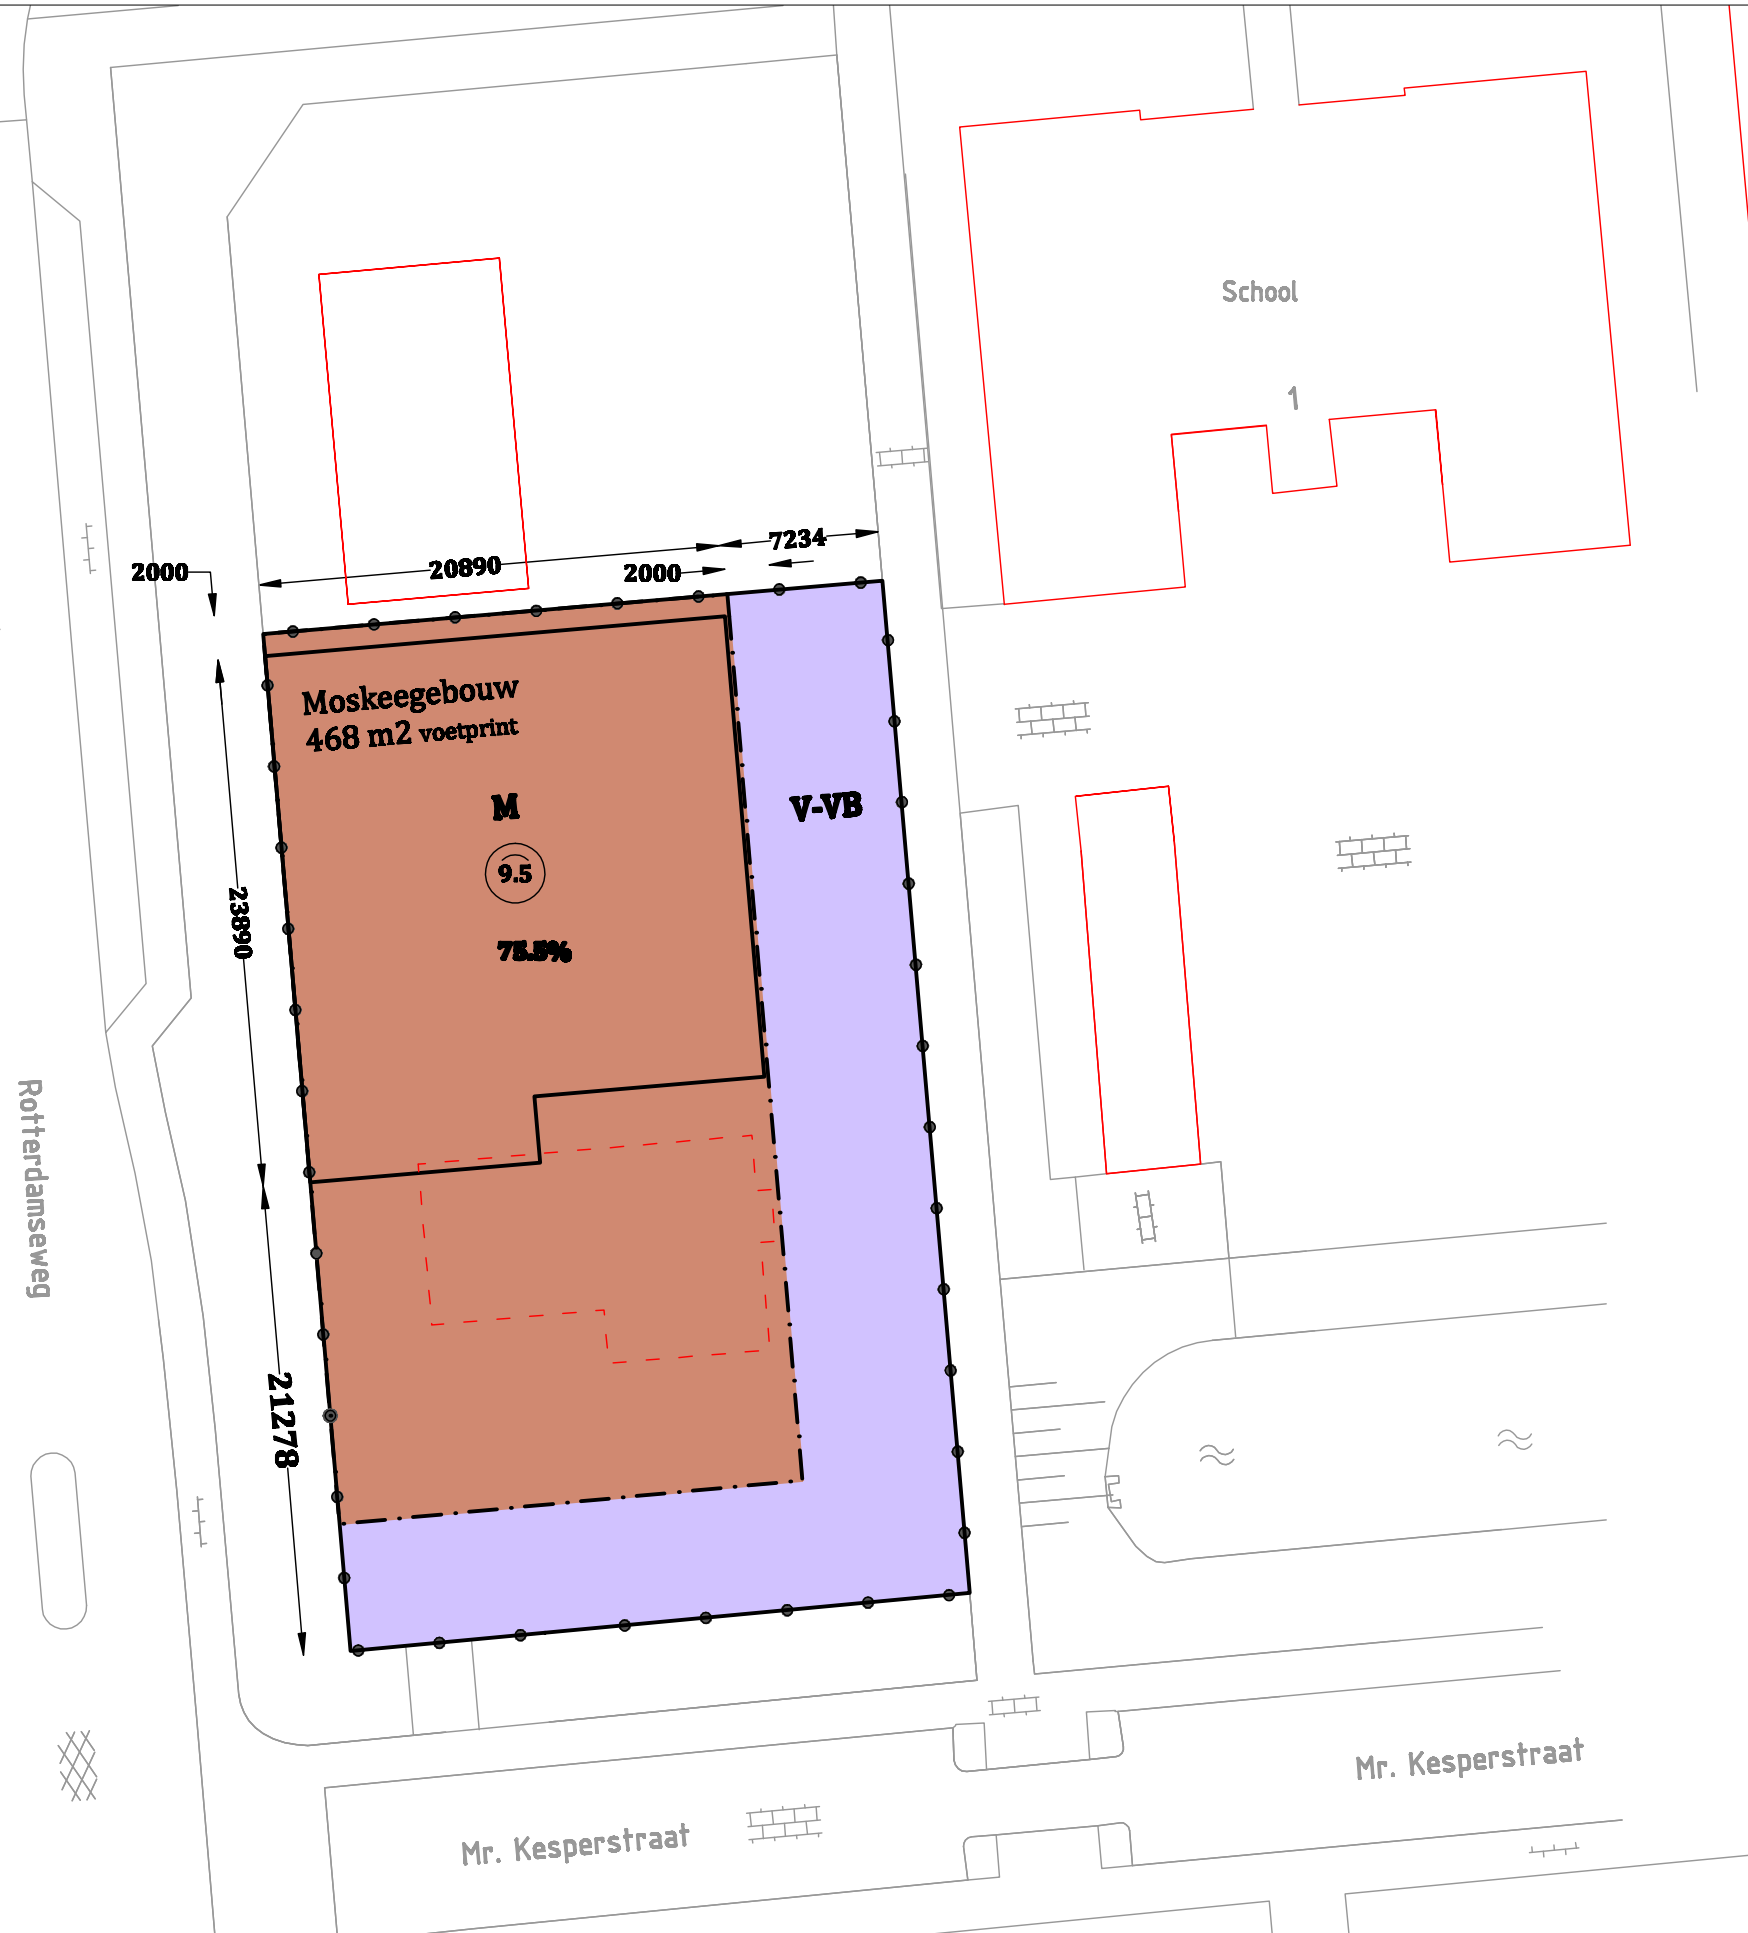 School
1
7234
20890
2000
2000
Moskeegebouw
468 m2 voetprint
M
V-VB
9.5
23890
Rotterdamseweg
21278
Mr. Kesperstraat
Mr. Kesperstraat